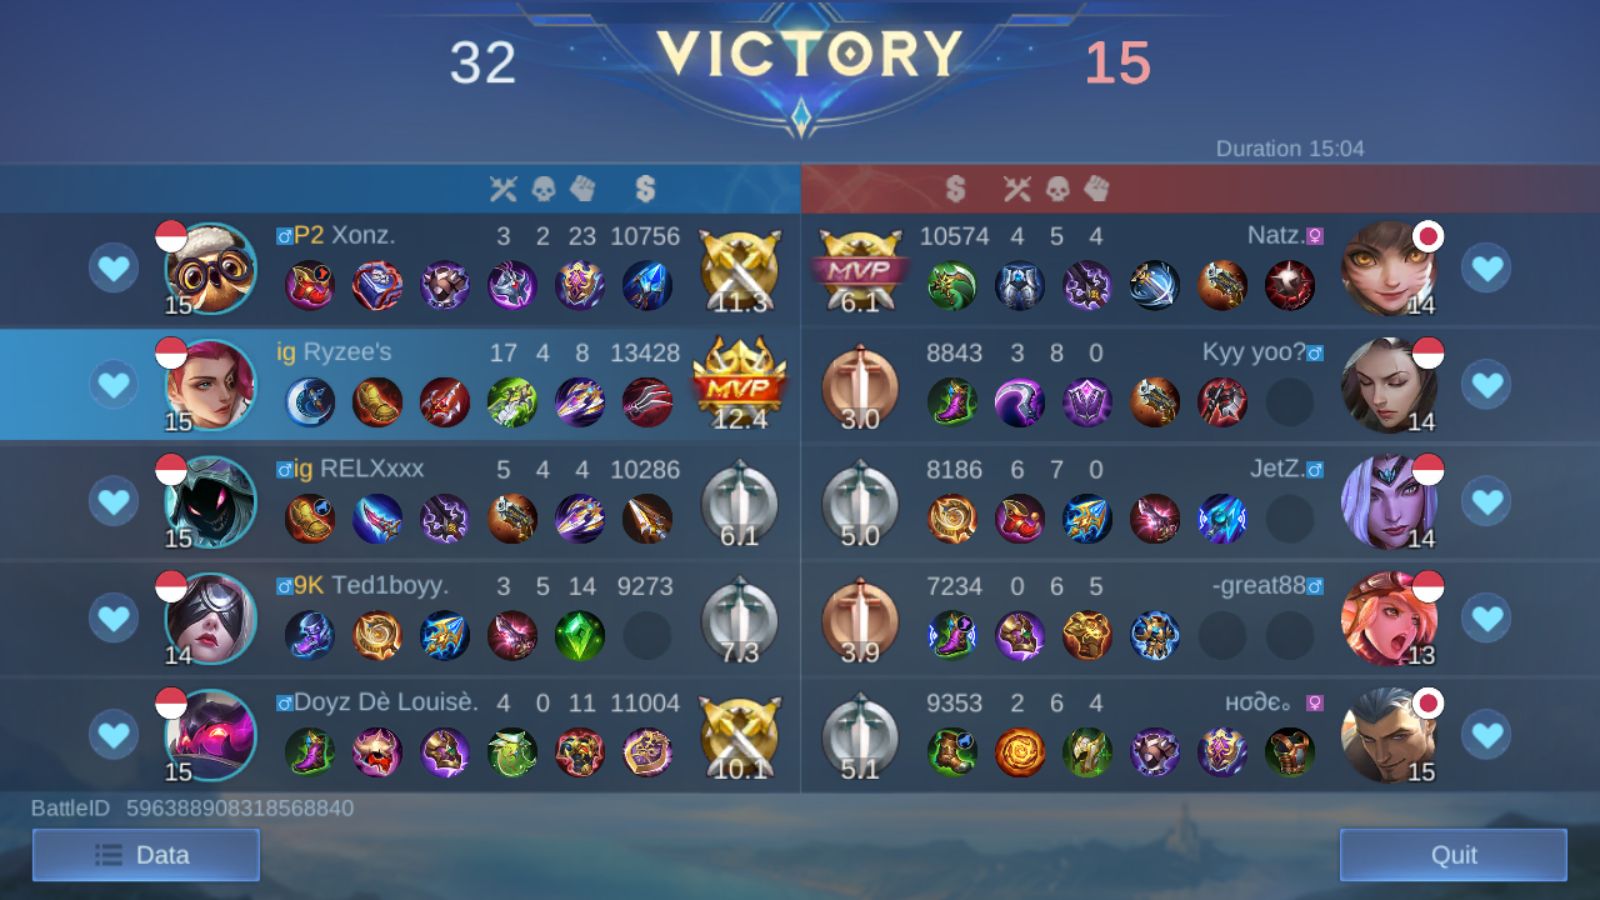 32 VICTORY 15
Duration 15:04
P2 Xonz. 3 2 23 10756
15 11.3
10574 4 5 4 Natz.
MVP 6.1 14
ig Ryzee's 17 4 8 13428
15 MVP 12.4
8843 3 8 0 Kyy yoo?
3.0 14
ig RELXxxx 5 4 4 10286
15 6.1
8186 6 7 0 JetZ.
5.0 14
9K Ted1boyy. 3 5 14 9273
14 7.3
7234 0 6 5 -great88
3.9 13
Doyz Dè Louisè. 4 0 11 11004
15 10.1
9353 2 6 4 нσ∂є。
5.1 15
BattleID 596388908318568840
Data
Quit